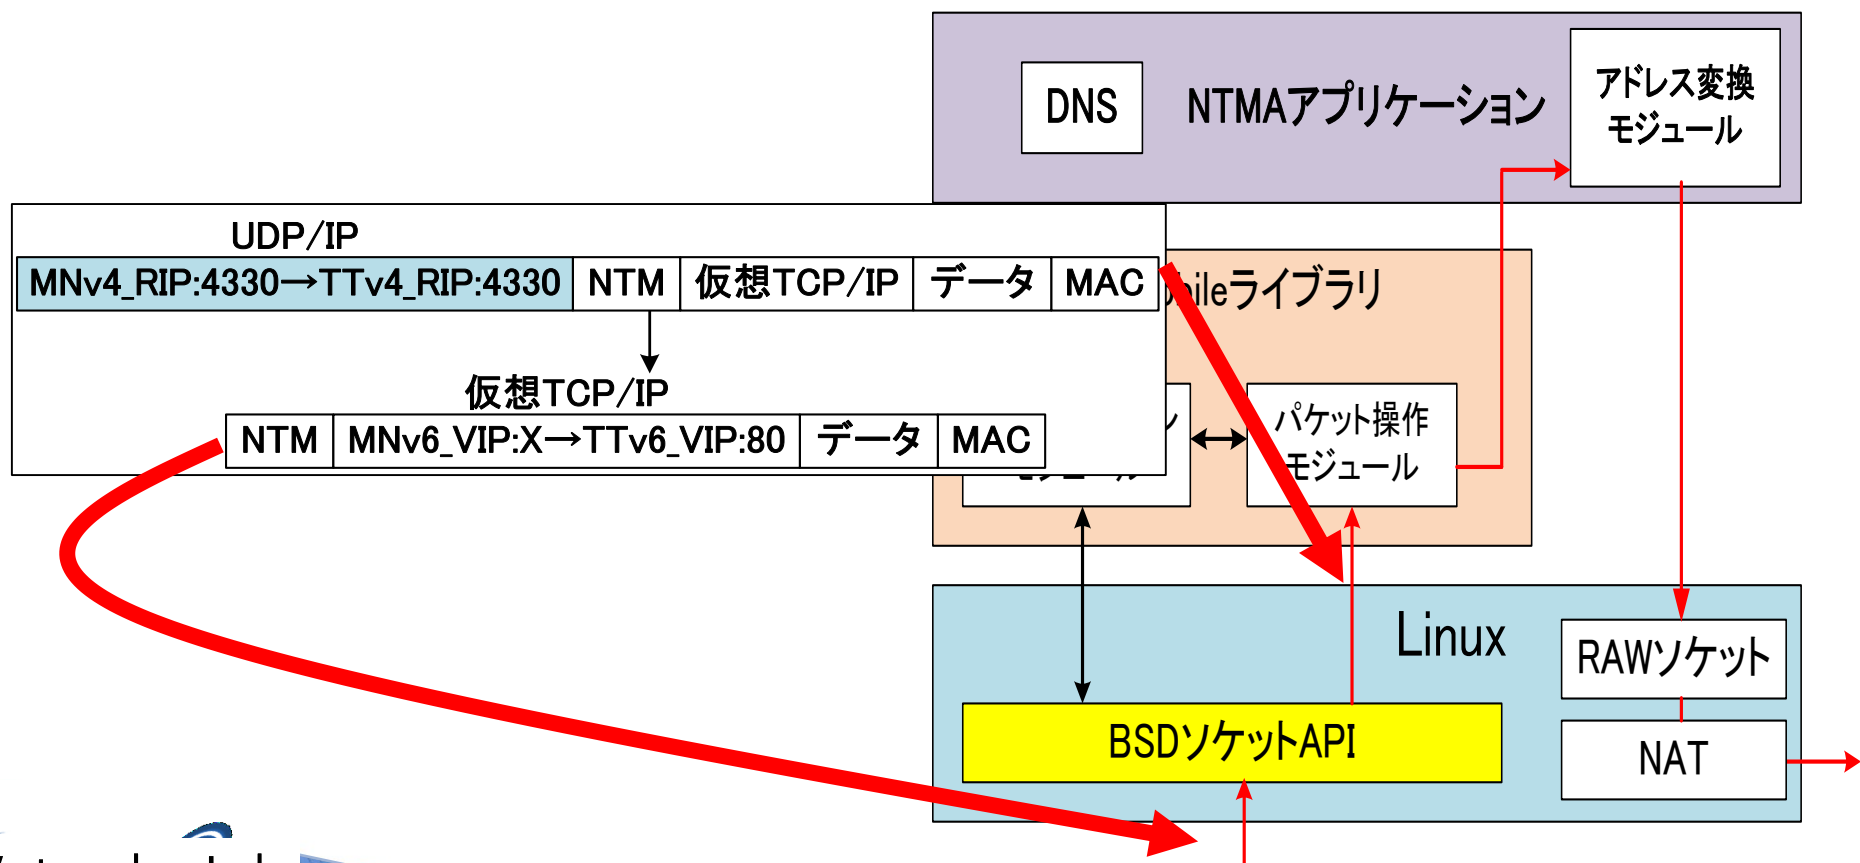 DNS
NTMAアプリケーション
アドレス変換
モジュール
UDP/IP
MNv4_RIP:4330→TTv4_RIP:4330 NTM 仮想TCP/IP データ MAC
bileライブラリ
仮想TCP/IP
NTM MNv6_VIP:X→TTv6_VIP:80 データ MAC
パケット操作
モジュール
Linux
RAWソケット
BSDソケットAPI
NAT